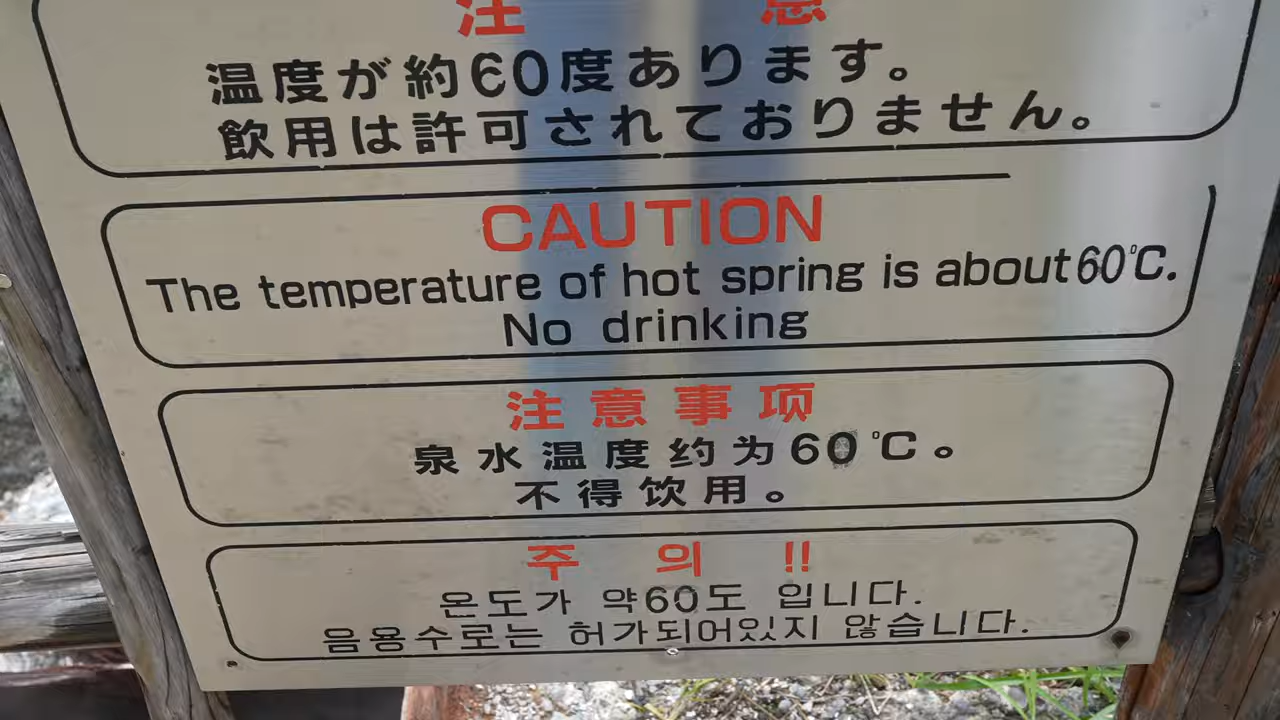 注 意
温度が約60度あります。
飲用は許可されておりません。
CAUTION
The temperature of hot spring is about 60°C.
No drinking
注意事项
泉水温度约为60°C。
不得饮用。
주 의 !!
온도가 약60도 입니다.
음용수로는 허가되어있지 않습니다.